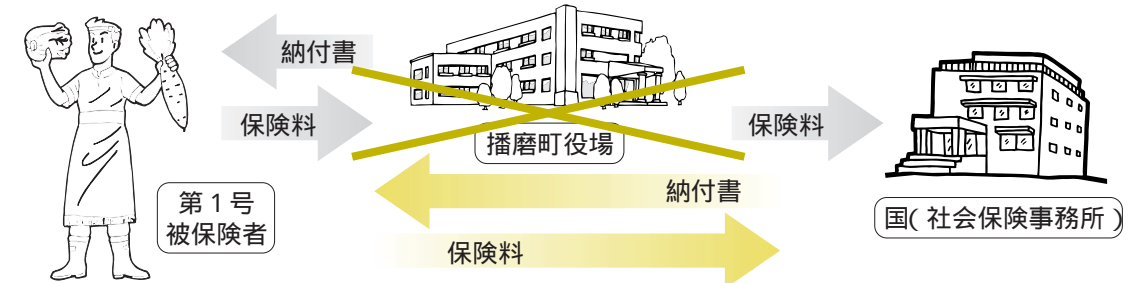 納付書
保険料
播磨町役場
保険料
納付書
保険料
第1号
被保険者
国(社会保険事務所)